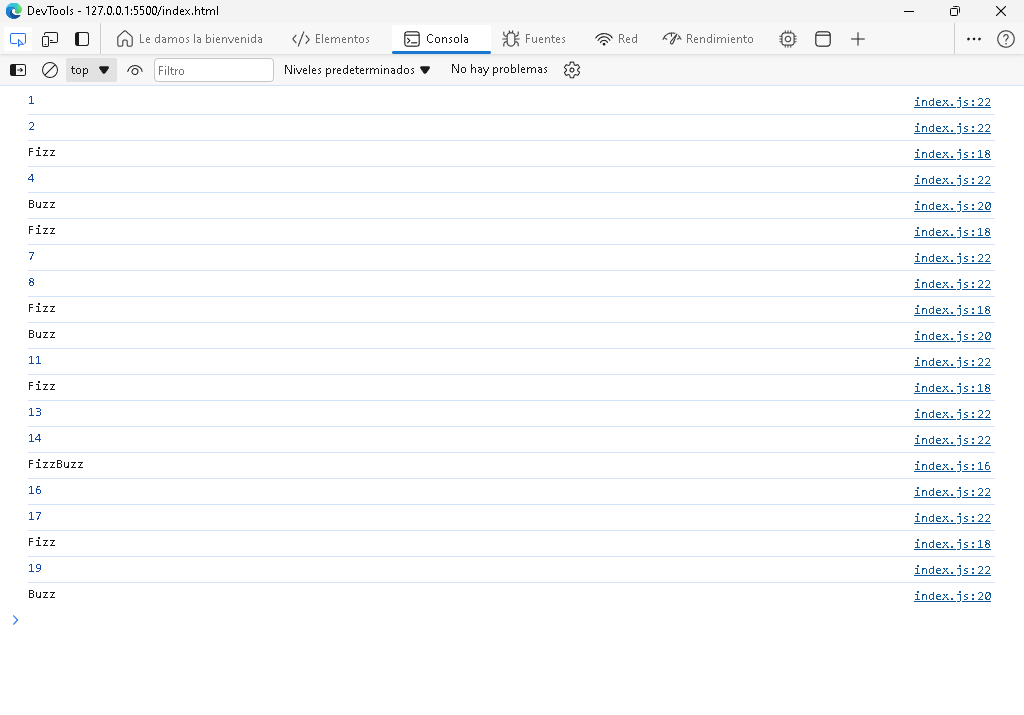 DevTools - 127.0.0.1:5500/index.html
Le damos la bienvenida </> Elementos Consola Fuentes Red Rendimiento
top Filtro Niveles predeterminados No hay problemas
1 index.js:22
2 index.js:22
Fizz index.js:18
4 index.js:22
Buzz index.js:20
Fizz index.js:18
7 index.js:22
8 index.js:22
Fizz index.js:18
Buzz index.js:20
11 index.js:22
Fizz index.js:18
13 index.js:22
14 index.js:22
FizzBuzz index.js:16
16 index.js:22
17 index.js:22
Fizz index.js:18
19 index.js:22
Buzz index.js:20